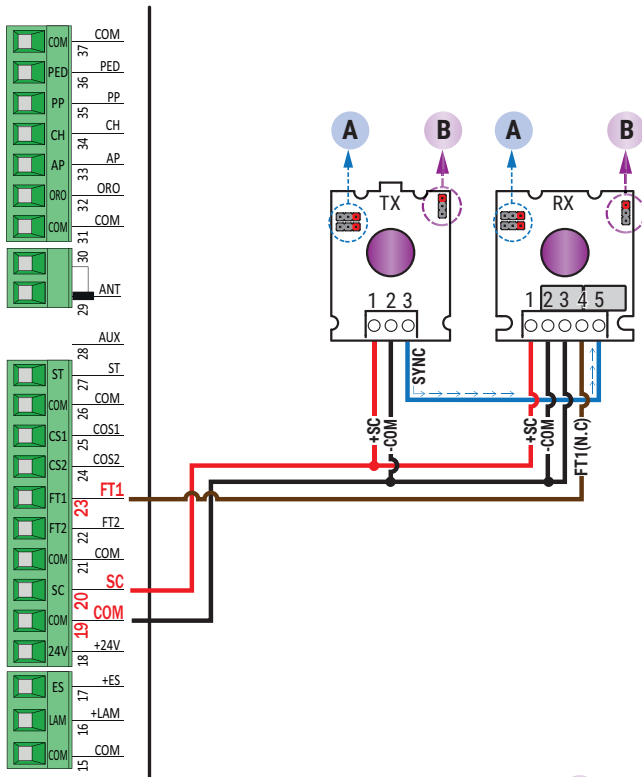 COM 37 COM
PED 36 PED
PP 35 PP
CH 34 CH
AP 33 AP
ORO 32 ORO
COM 31 COM
30
29 ANT
28 AUX
ST 27 ST
COM 26 COM
CS1 25 COS1
CS2 24 COS2
FT1 23 FT1
FT2 22 FT2
COM 21 COM
SC 20 SC
COM 19 COM
24V 18 +24V
ES 17 +ES
LAM 16 +LAM
COM 15 COM
A B A B
TX RX
1 2 3 1 2 3 4 5
SYNC
+SC -COM +SC -COM FT1(N.C)